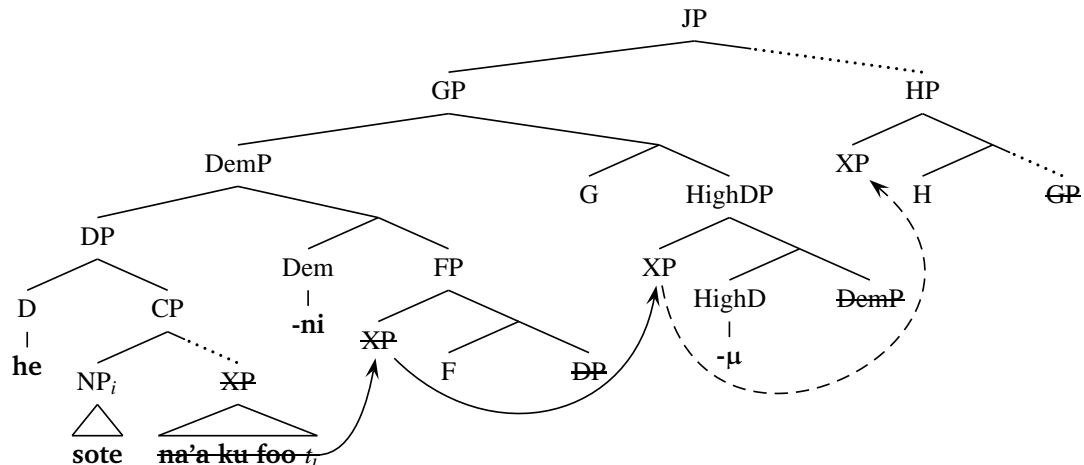 JP
GP HP
DemP XP
G HighDP H GP
DP
Dem FP XP
D CP HighD DemP
he -ni XP -μ
NPi XP F DP
sote na'a ku foo ti